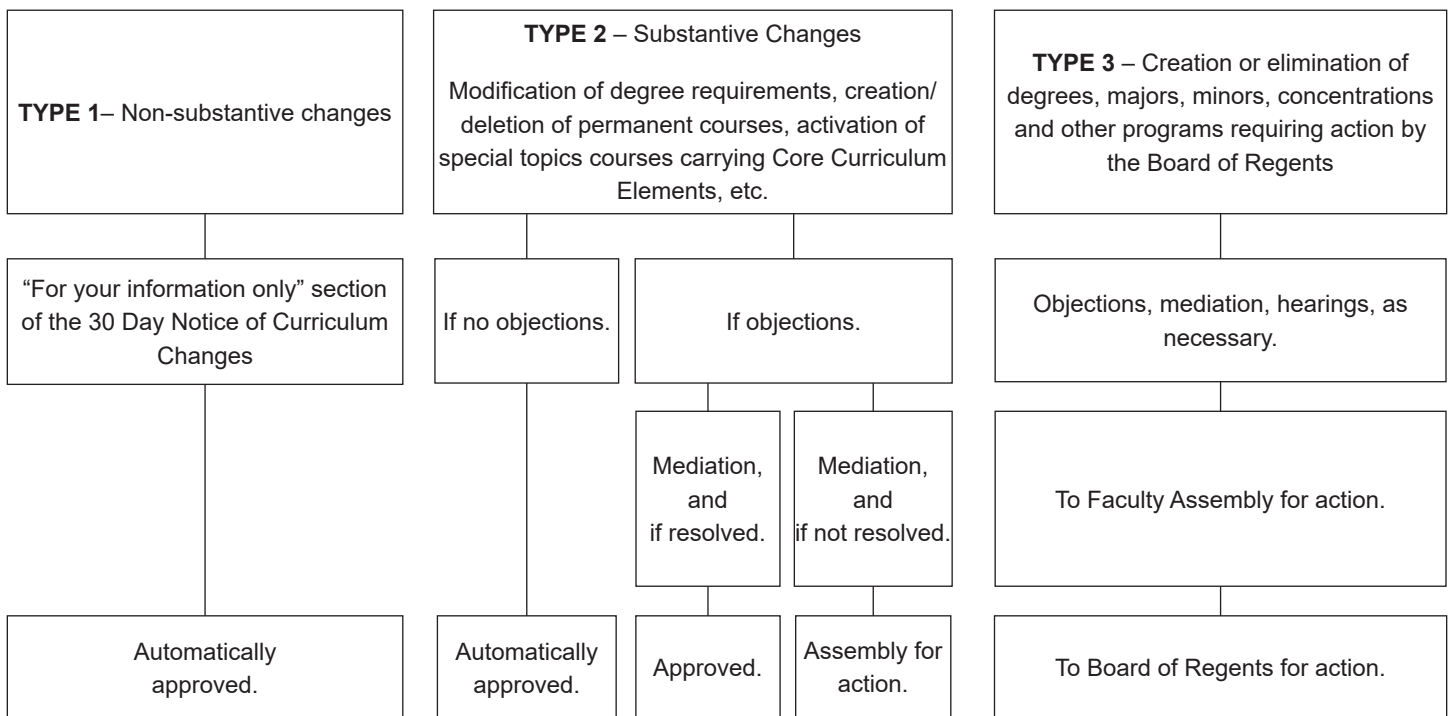 TYPE 1– Non-substantive changes
TYPE 2 – Substantive Changes
Modification of degree requirements, creation/
deletion of permanent courses, activation of
special topics courses carrying Core Curriculum
Elements, etc.
TYPE 3 – Creation or elimination of
degrees, majors, minors, concentrations
and other programs requiring action by
the Board of Regents
“For your information only” section
of the 30 Day Notice of Curriculum
Changes
If no objections.
If objections.
Objections, mediation, hearings, as
necessary.
Mediation,
and
if resolved.
Mediation,
and
if not resolved.
To Faculty Assembly for action.
Automatically
approved.
Automatically
approved.
Approved.
Assembly for
action.
To Board of Regents for action.